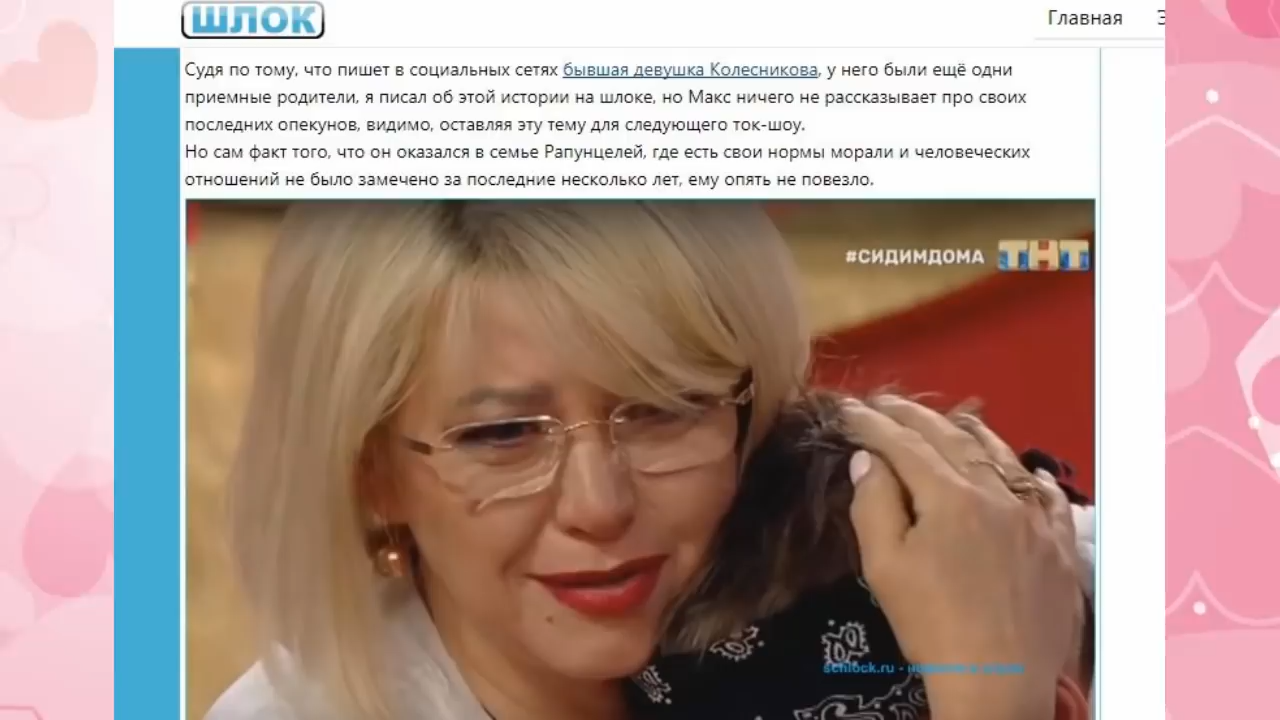 ШЛОК
Главная
Судя по тому, что пишет в социальных сетях бывшая девушка Колесникова, у него были ещё одни
приемные родители, я писал об этой истории на шлоке, но Макс ничего не рассказывает про своих
последних опекунов, видимо, оставляя эту тему для следующего ток-шоу.
Но сам факт того, что он оказался в семье Рапунцелей, где есть свои нормы морали и человеческих
отношений не было замечено за последние несколько лет, ему опять не повезло.
#СИДИМДОМА ТНТ
schlock.ru -